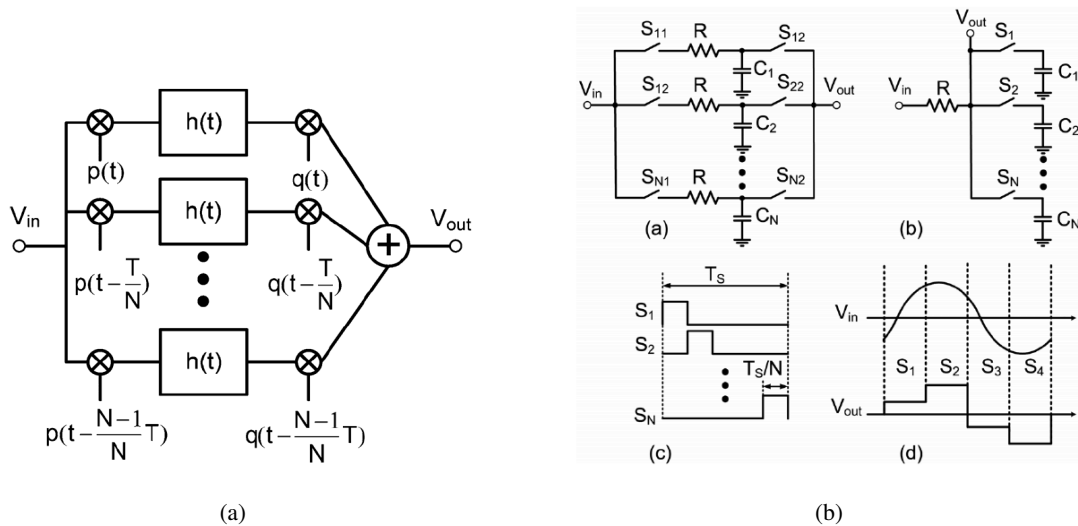 h(t)
p(t)
q(t)
h(t)
V_in
V_out
p(t-T/N)
q(t-T/N)
h(t)
p(t-N-1/N T)
q(t-N-1/N T)
(a)
S_11 R S_12
C_1
V_in
S_12 R S_22
V_out
C_2
S_N1 R S_N2
C_N
(a)
V_out
S_1
C_1
V_in R
S_2
C_2
S_N
C_N
(b)
T_S
S_1
S_2
T_S/N
S_N
(c)
V_in
S_1 S_2 S_3 S_4
V_out
(d)
(b)